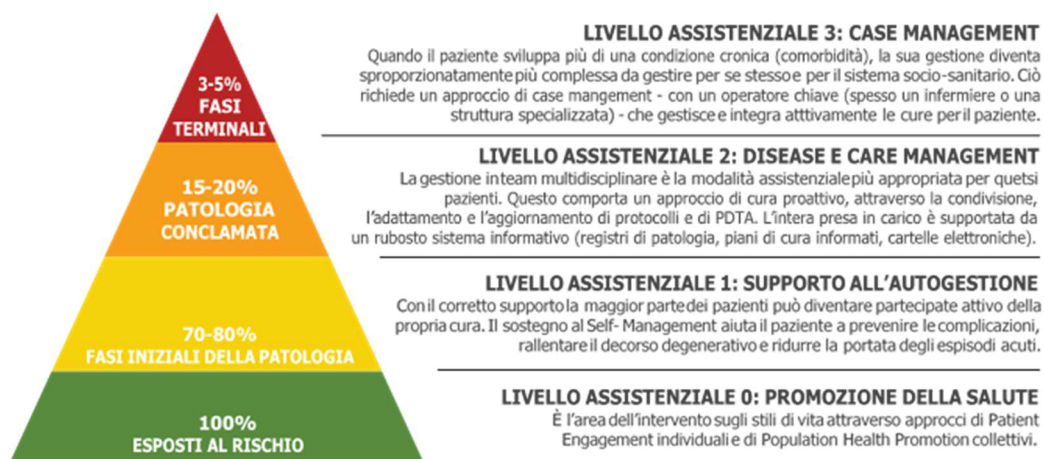 3-5%
FASI
TERMINALI
LIVELLO ASSISTENZIALE 3: CASE MANAGEMENT
Quando il paziente sviluppa più di una condizione cronica (comorbidità), la sua gestione diventa
sproporzionatamente più complessa da gestire per se stesso e per il sistema socio-sanitario. Ciò
richiede un approccio di case mangement - con un operatore chiave (spesso un infermiere o una
struttura specializzata) - che gestisce e integra atttivamente le cure per il paziente.
15-20%
PATOLOGIA
CONCLAMATA
LIVELLO ASSISTENZIALE 2: DISEASE E CARE MANAGEMENT
La gestione in team multidisciplinare è la modalità assistenziale più appropriata per quetsi
pazienti. Questo comporta un approccio di cura proattivo, attraverso la condivisione,
l'adattamento e l'aggiornamento di protocolli e di PDTA. L'intera presa in carico è supportata da
un rubosto sistema informativo (registri di patologia, piani di cura informati, cartelle elettroniche).
70-80%
FASI INIZIALI DELLA PATOLOGIA
LIVELLO ASSISTENZIALE 1: SUPPORTO ALL'AUTOGESTIONE
Con il corretto supporto la maggior parte dei pazienti può diventare partecipate attivo della
propria cura. Il sostegno al Self- Management aiuta il paziente a prevenire le complicazioni,
rallentare il decorso degenerativo e ridurre la portata degli espisodi acuti.
100%
ESPOSTI AL RISCHIO
LIVELLO ASSISTENZIALE 0: PROMOZIONE DELLA SALUTE
È l'area dell'intervento sugli stili di vita attraverso approcci di Patient
Engagement individuali e di Population Health Promotion collettivi.